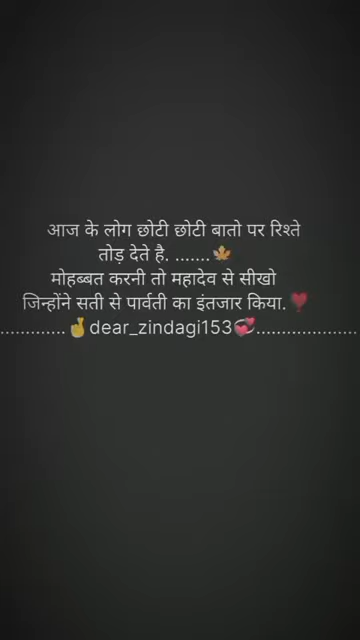 आज के लोग छोटी छोटी बातो पर रिश्ते
तोड़ देते है. .......🍁
मोहब्बत करनी तो महादेव से सीखो
जिन्होंने सती से पार्वती का इंतजार किया.🌹
.............🤞dear_zindagi153💞....................